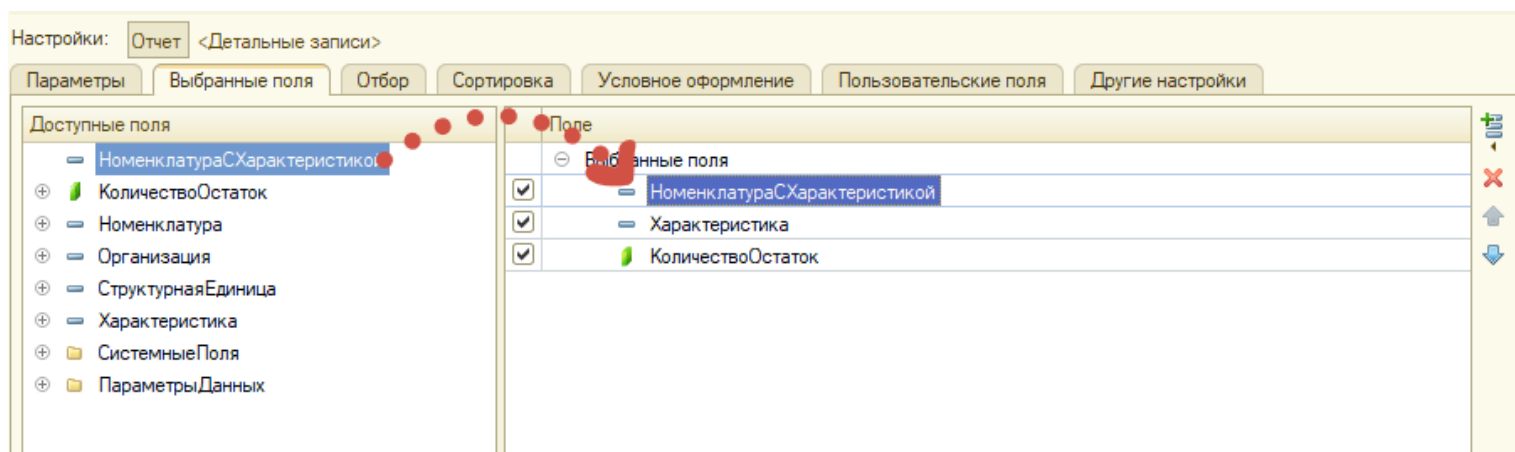 Настройки: Отчет <Детальные записи>
Параметры Выбранные поля Отбор Сортировка Условное оформление Пользовательские поля Другие настройки
Доступные поля
НоменклатураСХарактеристикой
КоличествоОстаток
Номенклатура
Организация
СтруктурнаяЕдиница
Характеристика
СистемныеПоля
ПараметрыДанных
Поле
Выбранные поля
НоменклатураСХарактеристикой
Характеристика
КоличествоОстаток